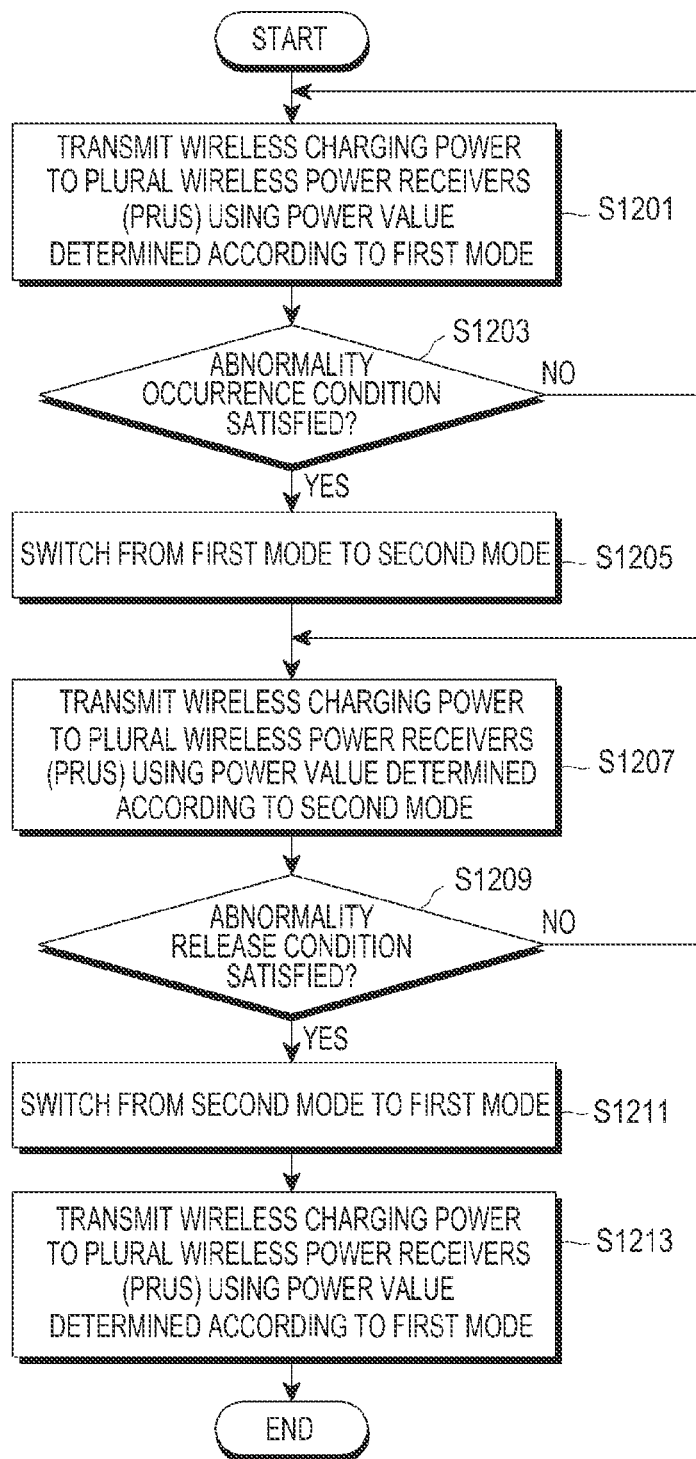 START
TRANSMIT WIRELESS CHARGING POWER
TO PLURAL WIRELESS POWER RECEIVERS
(PRUS) USING POWER VALUE
DETERMINED ACCORDING TO FIRST MODE
S1201
S1203
ABNORMALITY
OCCURRENCE CONDITION
SATISFIED?
NO
YES
SWITCH FROM FIRST MODE TO SECOND MODE
S1205
TRANSMIT WIRELESS CHARGING POWER
TO PLURAL WIRELESS POWER RECEIVERS
(PRUS) USING POWER VALUE DETERMINED
ACCORDING TO SECOND MODE
S1207
S1209
ABNORMALITY
RELEASE CONDITION
SATISFIED?
NO
YES
SWITCH FROM SECOND MODE TO FIRST MODE
S1211
TRANSMIT WIRELESS CHARGING POWER
TO PLURAL WIRELESS POWER RECEIVERS
(PRUS) USING POWER VALUE
DETERMINED ACCORDING TO FIRST MODE
S1213
END